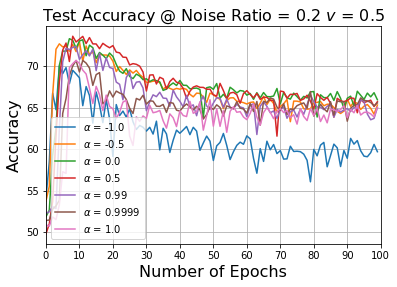 Test Accuracy @ Noise Ratio = 0.2 v = 0.5
Accuracy
70
65
60
55
50
α = -1.0
α = -0.5
α = 0.0
α = 0.5
α = 0.99
α = 0.9999
α = 1.0
0 10 20 30 40 50 60 70 80 90 100
Number of Epochs